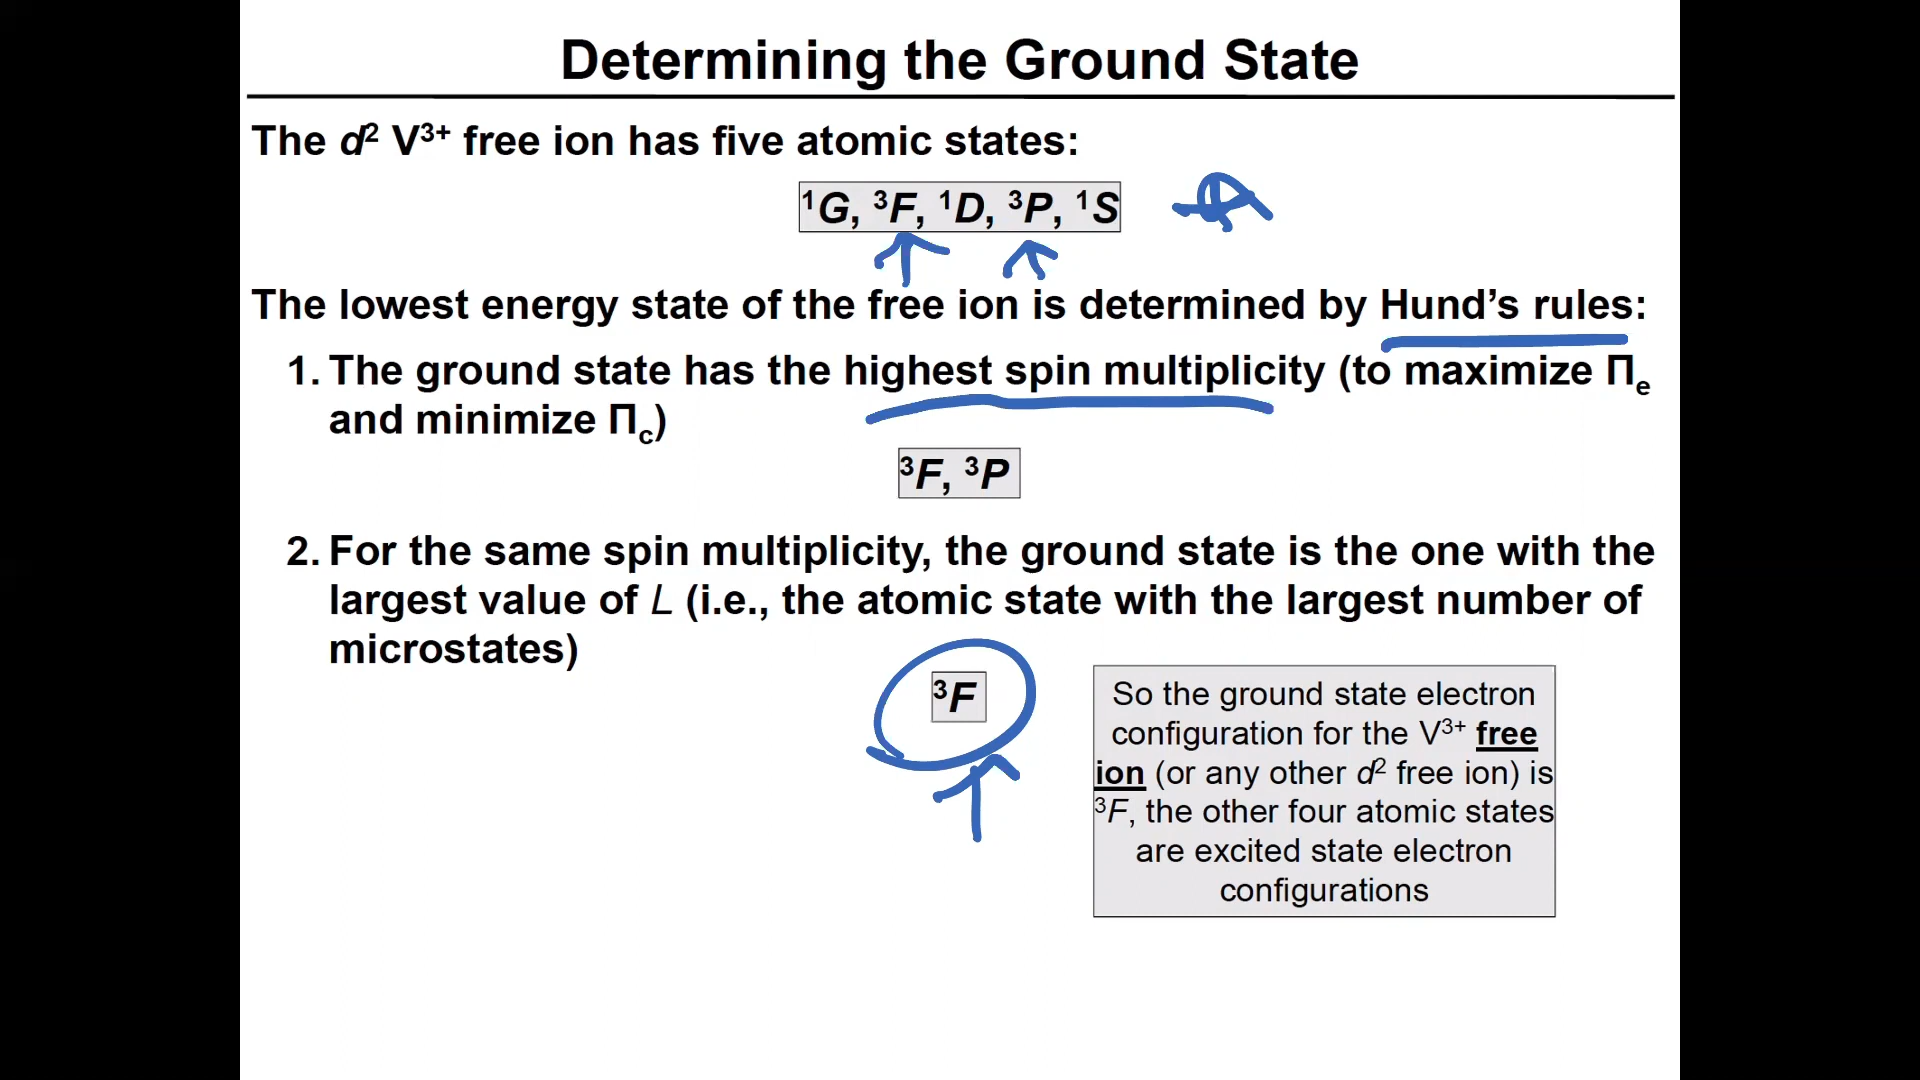 Determining the Ground State
The d² V³⁺ free ion has five atomic states:
¹G, ³F, ¹D, ³P, ¹S
The lowest energy state of the free ion is determined by Hund’s rules:
1. The ground state has the highest spin multiplicity (to maximize Πₑ
and minimize Π꜀)
³F, ³P
2. For the same spin multiplicity, the ground state is the one with the
largest value of L (i.e., the atomic state with the largest number of
microstates)
³F
So the ground state electron
configuration for the V³⁺ free
ion (or any other d² free ion) is
³F, the other four atomic states
are excited state electron
configurations